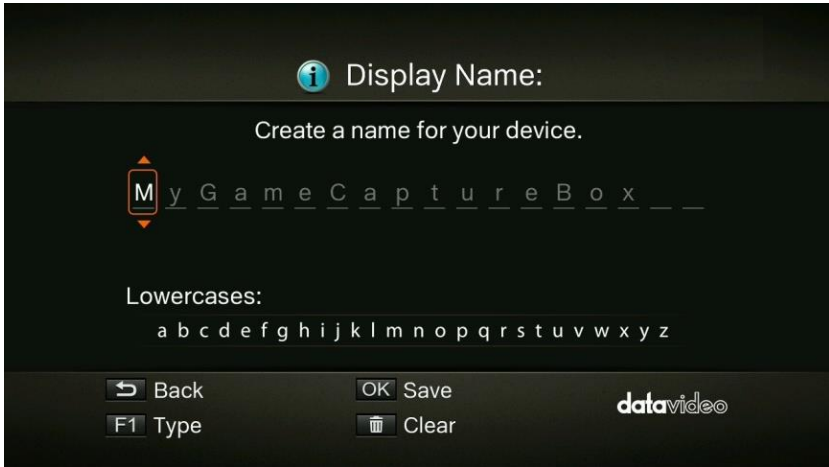 Display Name:
Create a name for your device.
M y G a m e C a p t u r e B o x _ _
Lowercases:
a b c d e f g h i j k l m n o p q r s t u v w x y z
Back OK Save
F1 Type Clear
datavideo